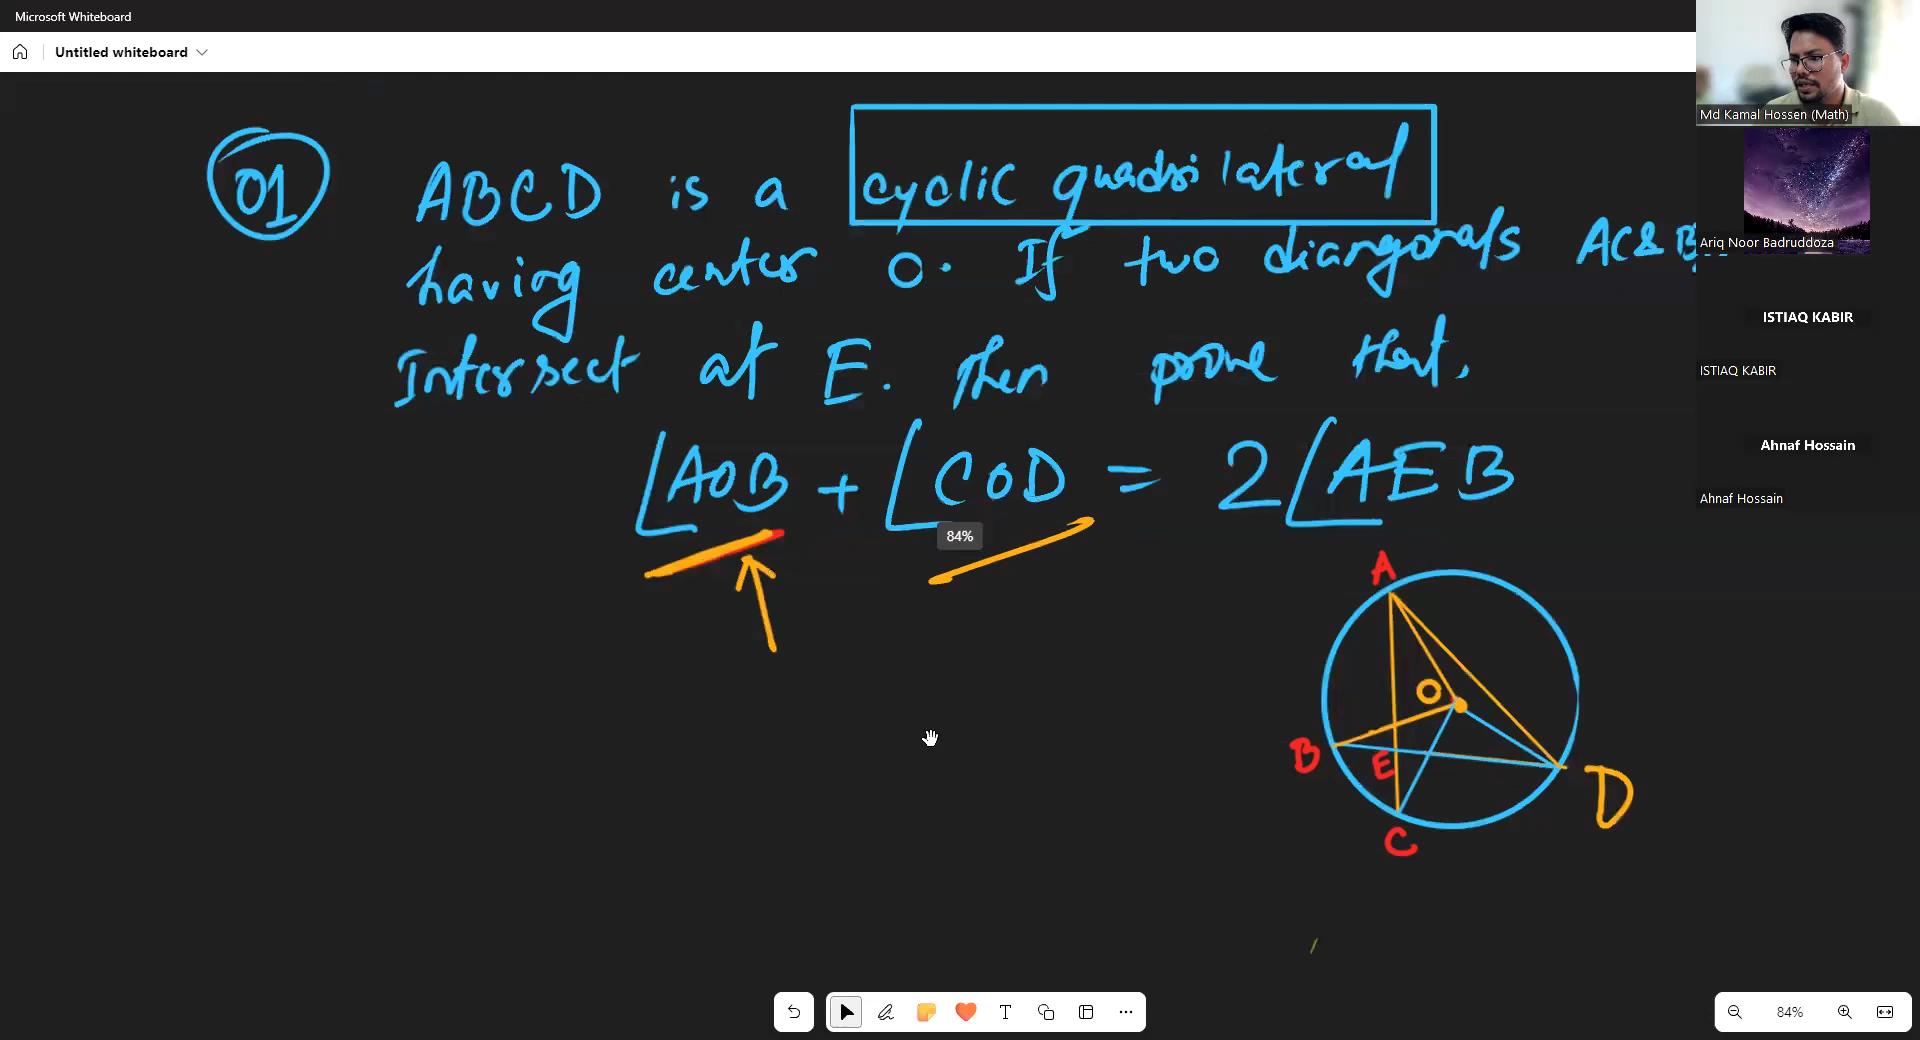 Microsoft Whiteboard
Untitled whiteboard
01
ABCD is a cyclic quadrilateral
having center O. If two diangonals AC & B
Intersect at E. Then prove that,
∠AOB + ∠COD = 2∠AEB
84%
A
O
B
E
D
C
Md Kamal Hossen (Math)
Ariq Noor Badruddoza
ISTIAQ KABIR
ISTIAQ KABIR
Ahnaf Hossain
Ahnaf Hossain
T
84%